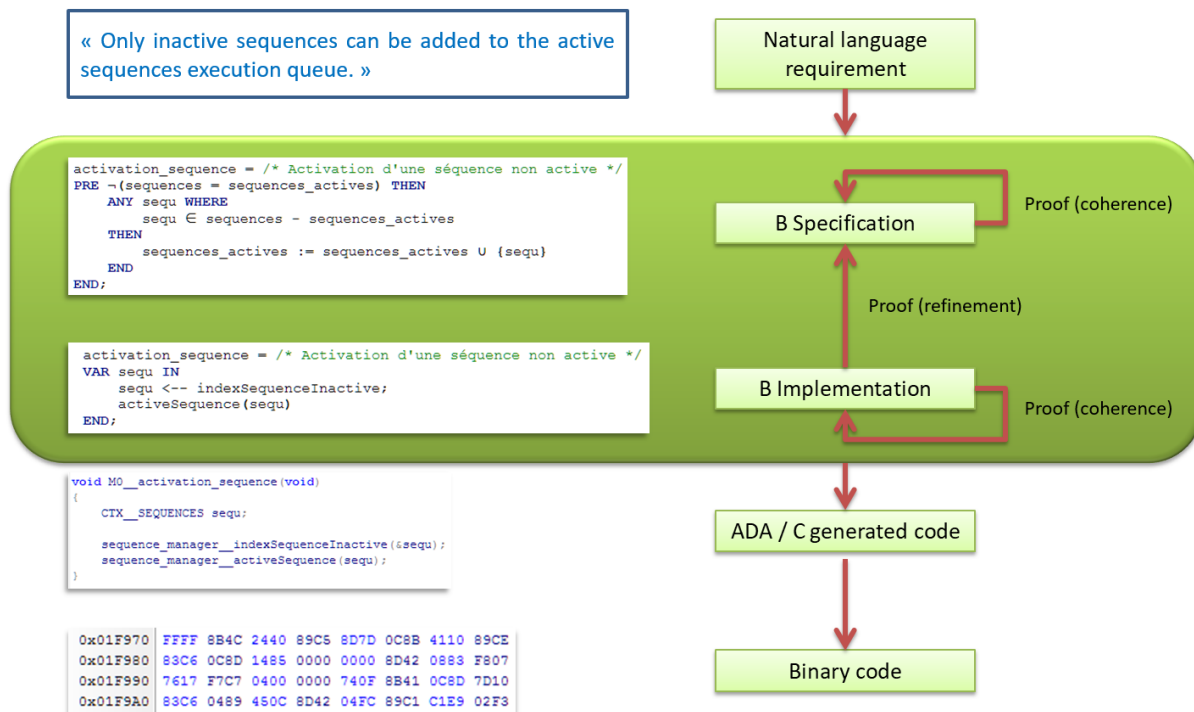 « Only inactive sequences can be added to the active
sequences execution queue. »
Natural language
requirement
activation_sequence = /* Activation d'une séquence non active */
PRE ¬(sequences = sequences_actives) THEN
ANY sequ WHERE
sequ ∈ sequences - sequences_actives
THEN
sequences_actives := sequences_actives ∪ {sequ}
END
END;
B Specification
Proof (coherence)
Proof (refinement)
activation_sequence = /* Activation d'une séquence non active */
VAR sequ IN
sequ <-- indexSequenceInactive;
activeSequence(sequ)
END;
B Implementation
Proof (coherence)
void M0__activation_sequence(void)
{
CTX__SEQUENCES sequ;
sequence_manager__indexSequenceInactive(&sequ);
sequence_manager__activeSequence(sequ);
}
ADA / C generated code
0x01F970 FFFF 8B4C 2440 89C5 8D7D 0C8B 4110 89CE
0x01F980 83C6 0C8D 1485 0000 0000 8D42 0883 F807
0x01F990 7617 F7C7 0400 0000 740F 8B41 0C8D 7D10
0x01F9A0 83C6 0489 450C 8D42 04FC 89C1 C1E9 02F3
Binary code